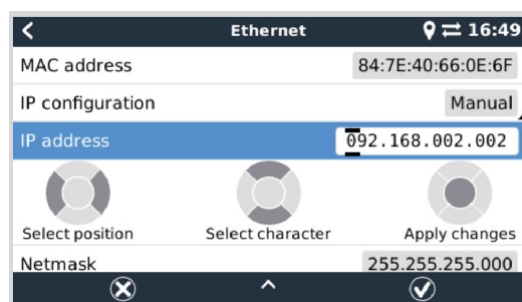 Ethernet 16:49
MAC address 84:7E:40:66:0E:6F
IP configuration Manual
IP address 092.168.002.002
Select position Select character Apply changes
Netmask 255.255.255.000